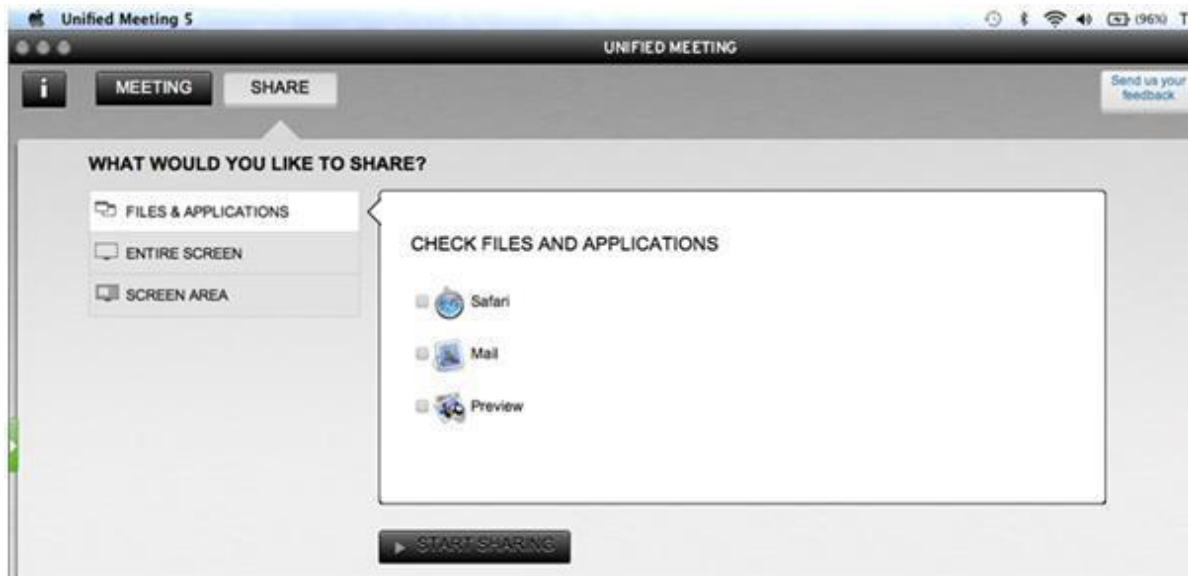 Unified Meeting 5 (96%) T
UNIFIED MEETING
i MEETING SHARE
Send us your
feedback
WHAT WOULD YOU LIKE TO SHARE?
FILES & APPLICATIONS
ENTIRE SCREEN
SCREEN AREA
CHECK FILES AND APPLICATIONS
Safari
Mail
Preview
START SHARING